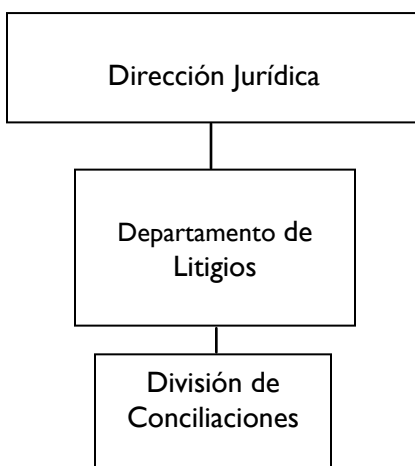 Dirección Jurídica
Departamento de
Litigios
División de
Conciliaciones